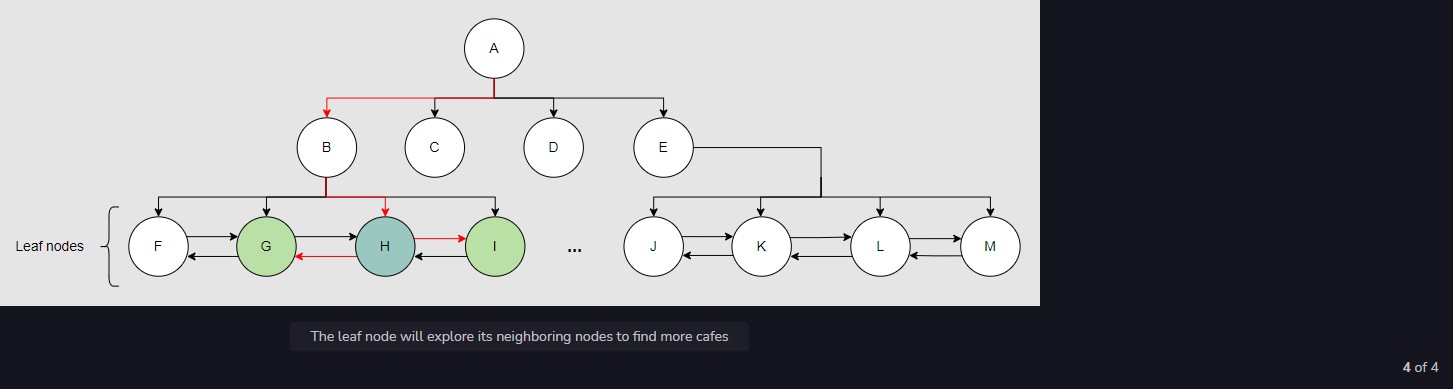 A
B
C
D
E
Leaf nodes
F
G
H
I
...
J
K
L
M
The leaf node will explore its neighboring nodes to find more cafes
4 of 4